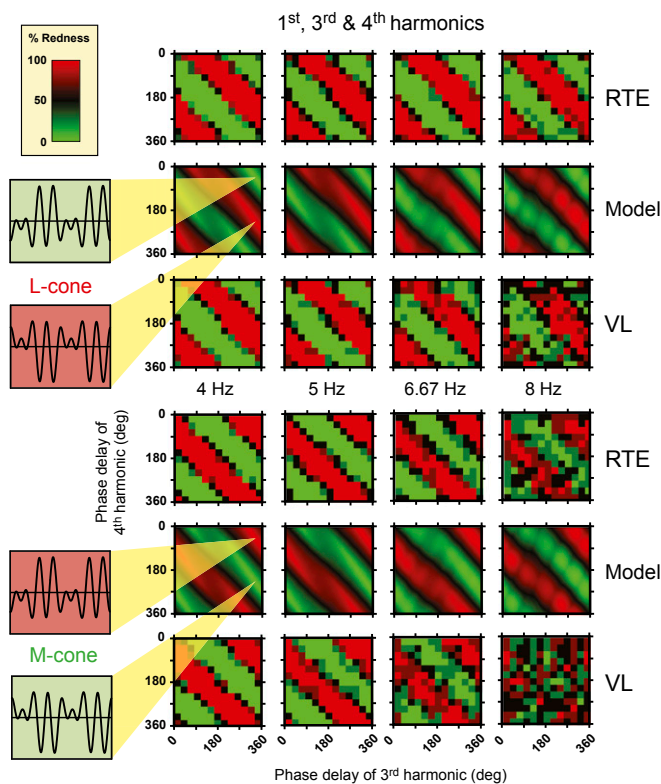 1st, 3rd & 4th harmonics
% Redness
100
50
0
0
180
360
RTE
0
180
360
Model
L-cone
0
180
360
VL
4 Hz
5 Hz
6.67 Hz
8 Hz
Phase delay of
4th harmonic (deg)
0
180
360
RTE
0
180
360
Model
M-cone
0
180
360
VL
0
180
360
0
180
360
0
180
360
0
180
360
Phase delay of 3rd harmonic (deg)